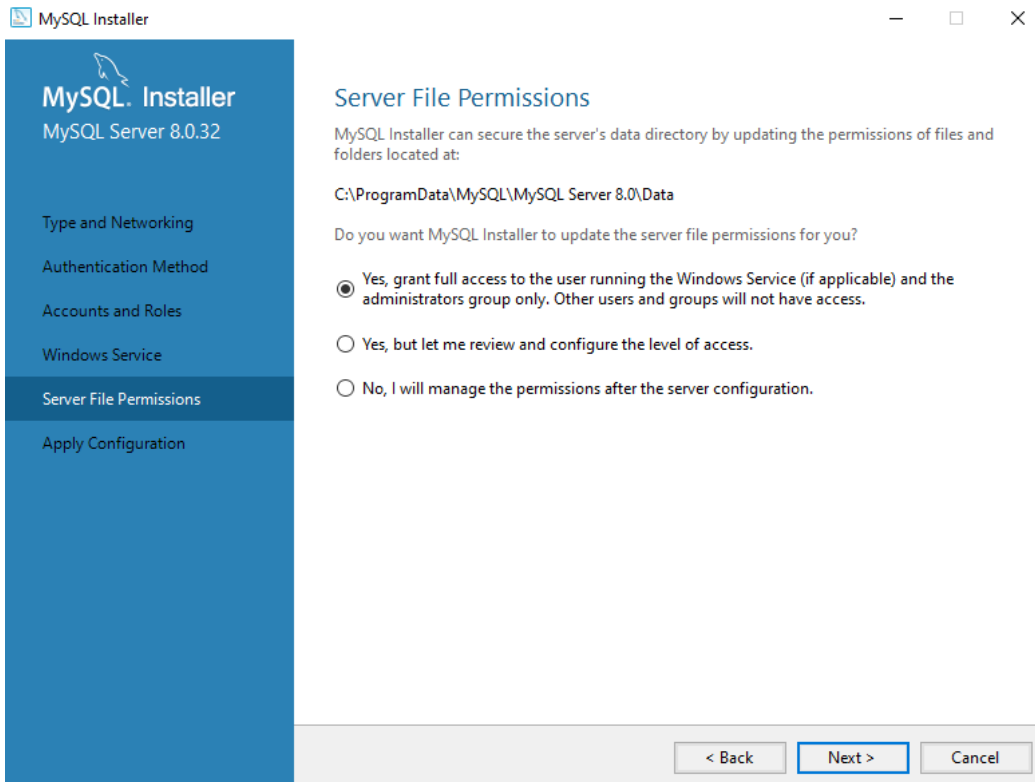 MySQL Installer
MySQL. Installer
MySQL Server 8.0.32
Type and Networking
Authentication Method
Accounts and Roles
Windows Service
Server File Permissions
Apply Configuration
Server File Permissions
MySQL Installer can secure the server's data directory by updating the permissions of files and
folders located at:
C:\ProgramData\MySQL\MySQL Server 8.0\Data
Do you want MySQL Installer to update the server file permissions for you?
Yes, grant full access to the user running the Windows Service (if applicable) and the
administrators group only. Other users and groups will not have access.
Yes, but let me review and configure the level of access.
No, I will manage the permissions after the server configuration.
< Back
Next >
Cancel